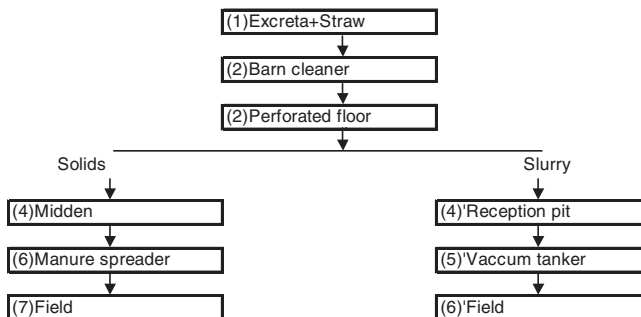 (1)Excreta+Straw
(2)Barn cleaner
(2)Perforated floor
Solids
Slurry
(4)Midden
(4)'Reception pit
(6)Manure spreader
(5)'Vaccum tanker
(7)Field
(6)'Field